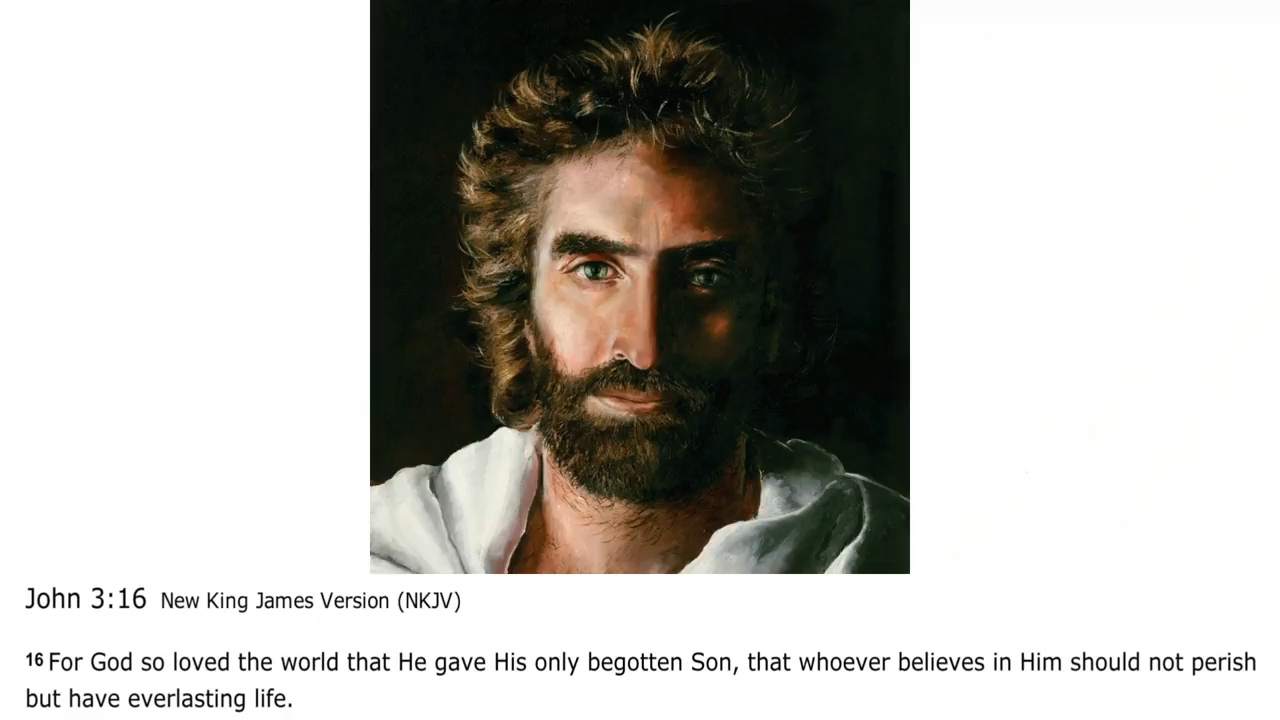 John 3:16 New King James Version (NKJV)
16 For God so loved the world that He gave His only begotten Son, that whoever believes in Him should not perish
but have everlasting life.